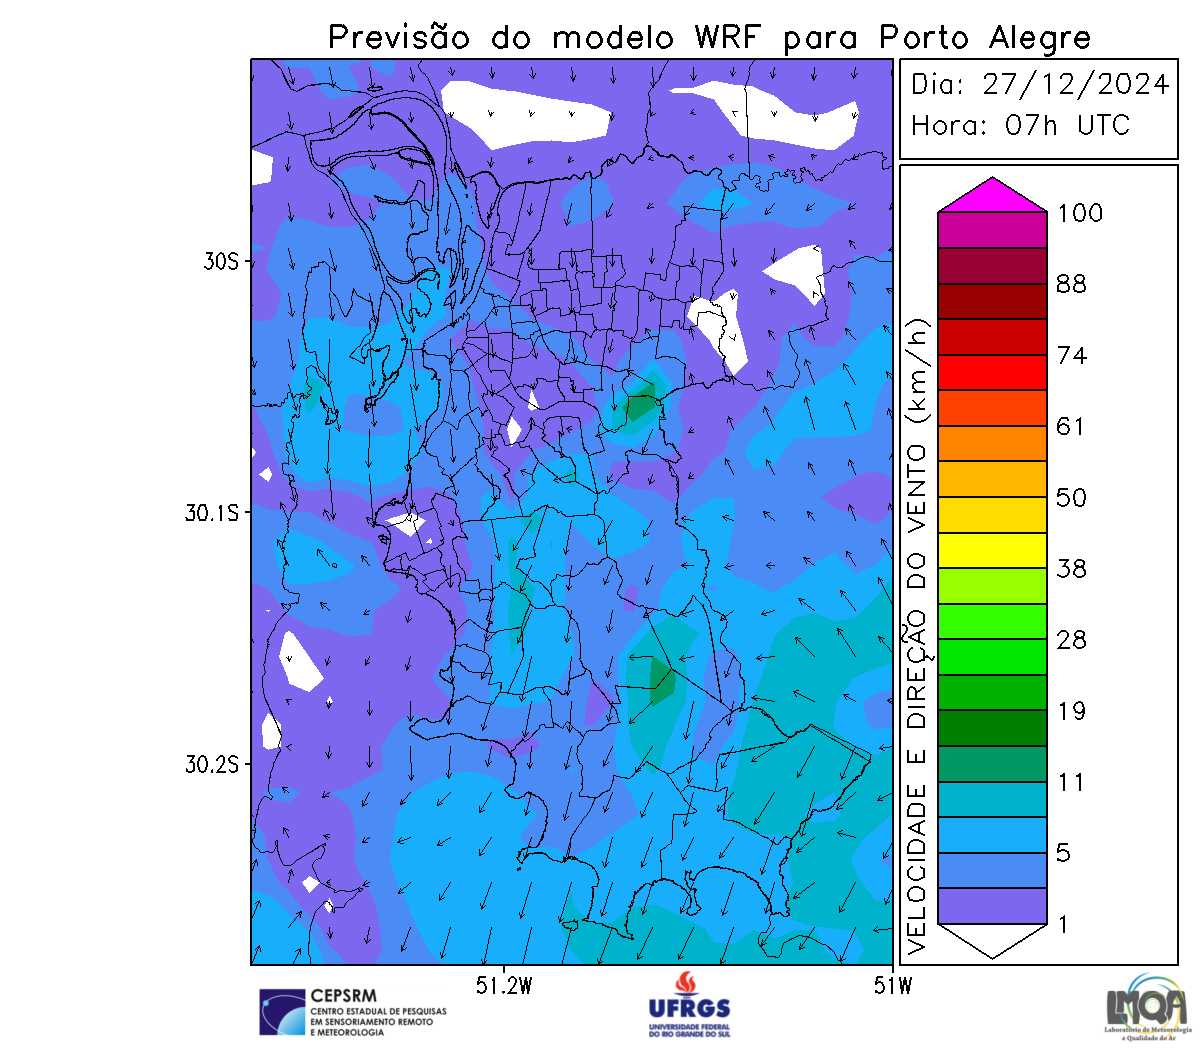 Previsão do modelo WRF para Porto Alegre
Dia: 27/12/2024
Hora: 07h UTC
30S
30.1S
30.2S
51.2W
51W
VELOCIDADE E DIREÇÃO DO VENTO (km/h)
100
88
74
61
50
38
28
19
11
5
1
CEPSRM
CENTRO ESTADUAL DE PESQUISAS
EM SENSORIAMENTO REMOTO
E METEOROLOGIA
UFRGS
UNIVERSIDADE FEDERAL
DO RIO GRANDE DO SUL
LMQA
Laboratório de Meteorologia
e Qualidade do Ar